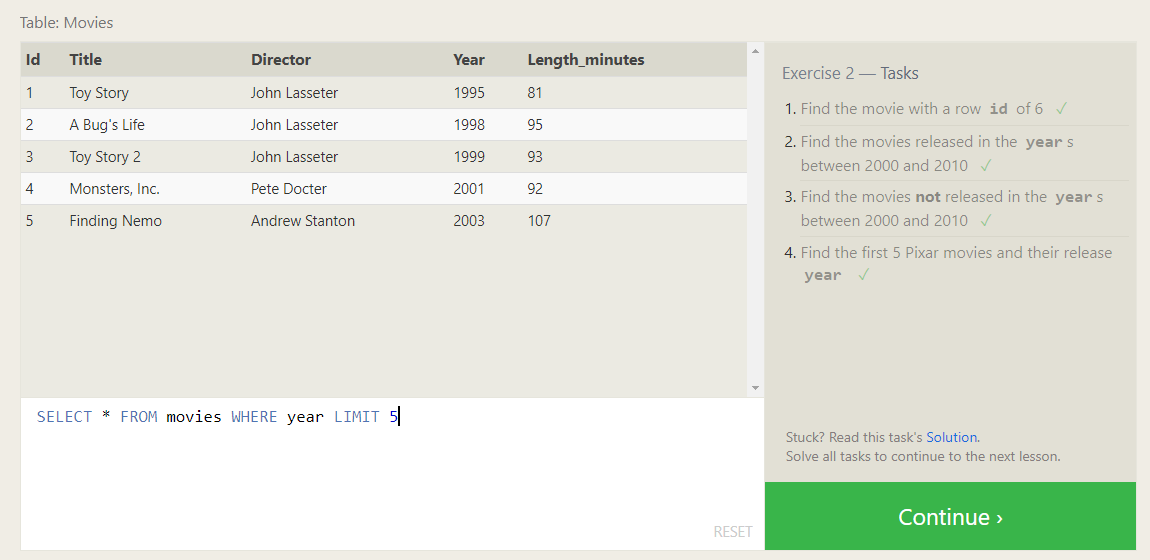 Table: Movies
Id Title Director Year Length_minutes
1 Toy Story John Lasseter 1995 81
2 A Bug's Life John Lasseter 1998 95
3 Toy Story 2 John Lasseter 1999 93
4 Monsters, Inc. Pete Docter 2001 92
5 Finding Nemo Andrew Stanton 2003 107
SELECT * FROM movies WHERE year LIMIT 5
RESET
Exercise 2 — Tasks
1. Find the movie with a row id of 6 ✓
2. Find the movies released in the year s
between 2000 and 2010 ✓
3. Find the movies not released in the year s
between 2000 and 2010 ✓
4. Find the first 5 Pixar movies and their release
year ✓
Stuck? Read this task's Solution.
Solve all tasks to continue to the next lesson.
Continue ›